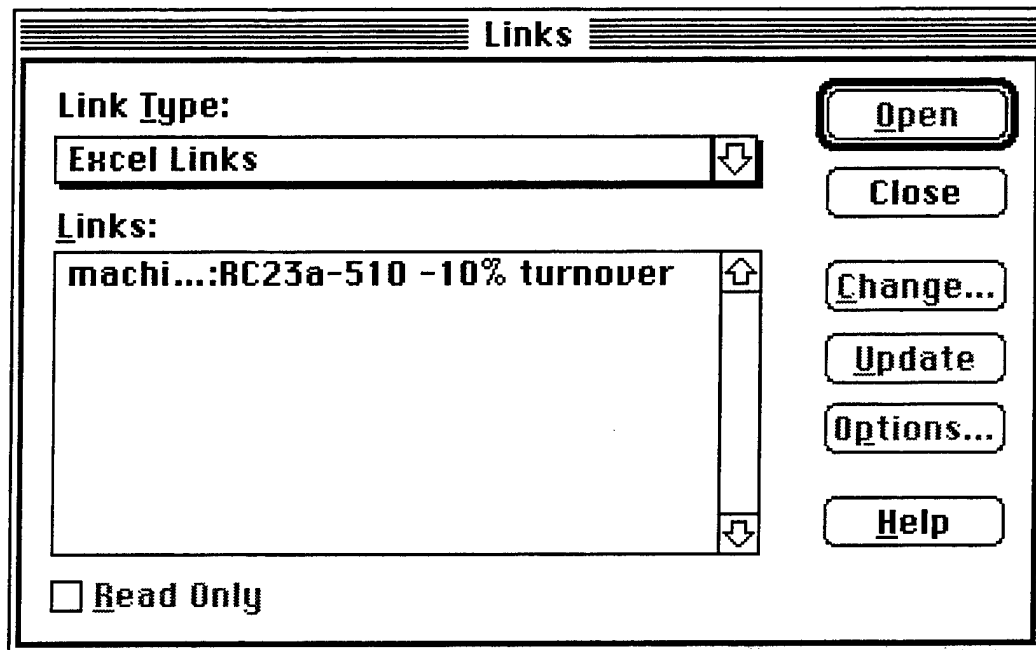 Links
Link Type:
Excel Links
Links:
machi...:RC23a-510 -10% turnover
Read Only
Open
Close
Change...
Update
Options...
Help